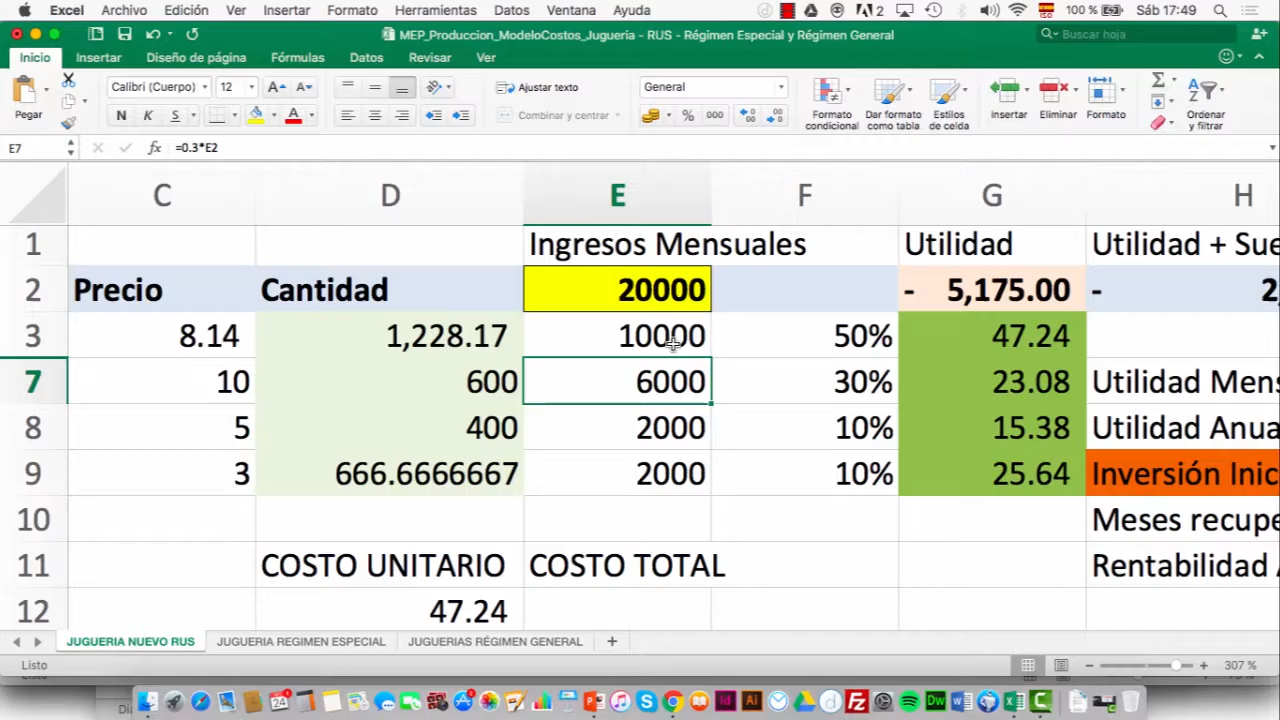 Excel Archivo Edición Ver Insertar Formato Herramientas Datos Ventana Ayuda 2 100 % Sáb 17:49
MEP_Produccion_ModeloCostos_Jugueria - RUS - Régimen Especial y Régimen General Buscar hoja
Inicio Insertar Diseño de página Fórmulas Datos Revisar Ver
Calibri (Cuerpo) 12 A A Ajustar texto General
Pegar N K S A Combinar y centrar % 000 Formato condicional Dar formato como tabla Estilos de celda Insertar Eliminar Formato Ordenar y filtrar
E7 fx =0.3*E2
C D E F G H
1 Ingresos Mensuales Utilidad Utilidad + Sue
2 Precio Cantidad 20000 - 5,175.00 - 2,
3 8.14 1,228.17 10000 50% 47.24
7 10 600 6000 30% 23.08 Utilidad Mens
8 5 400 2000 10% 15.38 Utilidad Anua
9 3 666.6666667 2000 10% 25.64 Inversión Inic
10 Meses recupe
11 COSTO UNITARIO COSTO TOTAL Rentabilidad A
12 47.24
JUGUERIA NUEVO RUS JUGUERIA REGIMEN ESPECIAL JUGUERIAS RÉGIMEN GENERAL +
Listo 307 %